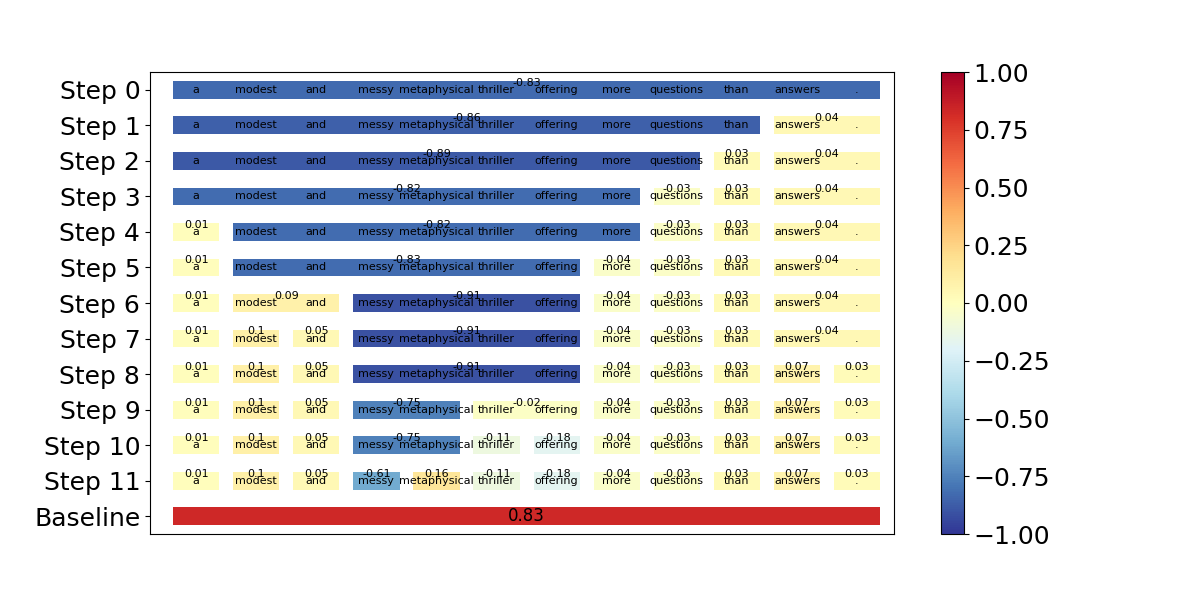 -0.83
Step 0 a modest and messy metaphysical thriller offering more questions than answers .
-0.86 0.04
Step 1 a modest and messy metaphysical thriller offering more questions than answers .
-0.89 0.03 0.04
Step 2 a modest and messy metaphysical thriller offering more questions than answers .
-0.82 -0.03 0.03 0.04
Step 3 a modest and messy metaphysical thriller offering more questions than answers .
0.01 -0.82 -0.03 0.03 0.04
Step 4 a modest and messy metaphysical thriller offering more questions than answers .
0.01 -0.83 -0.04 -0.03 0.03 0.04
Step 5 a modest and messy metaphysical thriller offering more questions than answers .
0.01 0.09 -0.91 -0.04 -0.03 0.03 0.04
Step 6 a modest and messy metaphysical thriller offering more questions than answers .
0.01 0.1 0.05 -0.91 -0.04 -0.03 0.03 0.04
Step 7 a modest and messy metaphysical thriller offering more questions than answers .
0.01 0.1 0.05 -0.91 -0.04 -0.03 0.03 0.07 0.03
Step 8 a modest and messy metaphysical thriller offering more questions than answers .
0.01 0.1 0.05 -0.75 -0.02 -0.04 -0.03 0.03 0.07 0.03
Step 9 a modest and messy metaphysical thriller offering more questions than answers .
0.01 0.1 0.05 -0.75 -0.11 -0.18 -0.04 -0.03 0.03 0.07 0.03
Step 10 a modest and messy metaphysical thriller offering more questions than answers .
0.01 0.1 0.05 -0.61 0.16 -0.11 -0.18 -0.04 -0.03 0.03 0.07 0.03
Step 11 a modest and messy metaphysical thriller offering more questions than answers .
Baseline 0.83
1.00
0.75
0.50
0.25
0.00
−0.25
−0.50
−0.75
−1.00